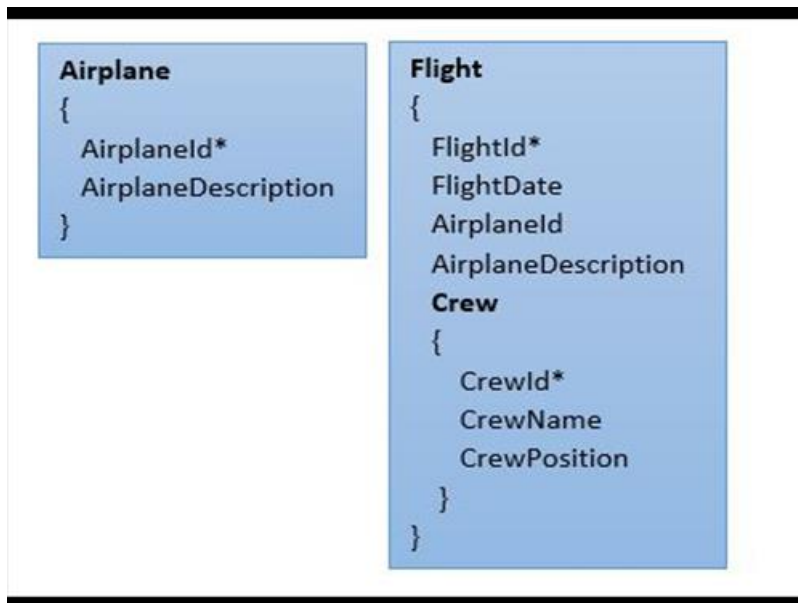 Airplane
{
AirplaneId*
AirplaneDescription
}
Flight
{
FlightId*
FlightDate
AirplaneId
AirplaneDescription
Crew
{
CrewId*
CrewName
CrewPosition
}
}